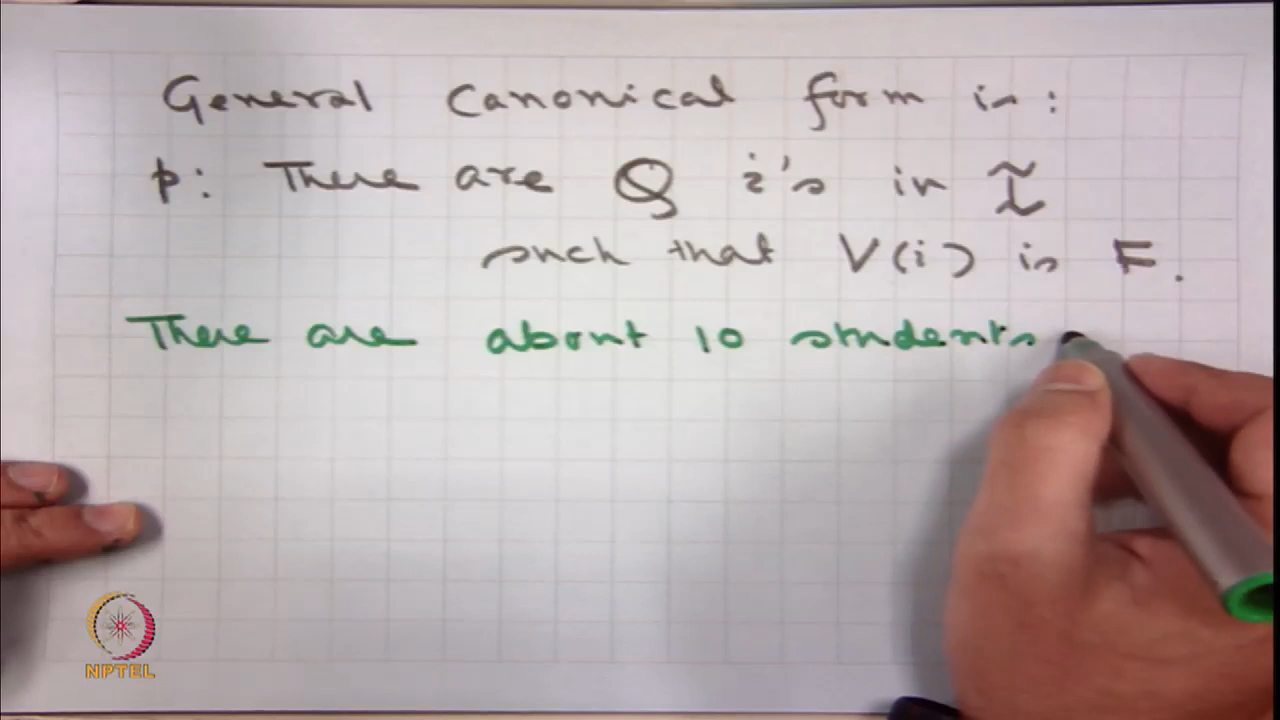 General Canonical form is:
p: There are Q i's in Ĩ
such that V(i) is F.
There are about 10 students
NPTEL